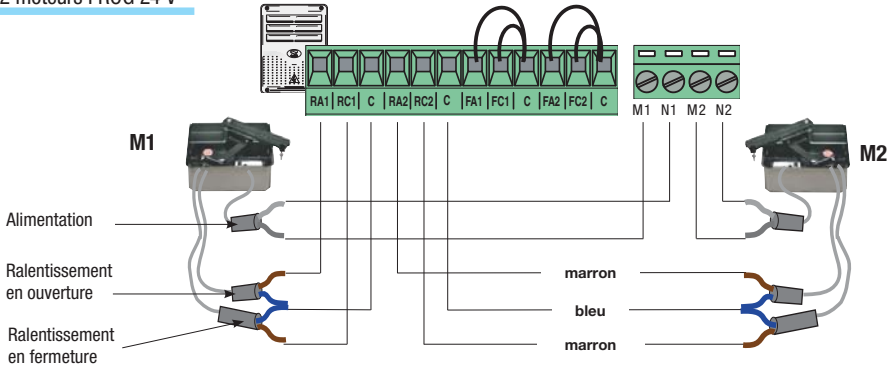 2 moteurs FROG 24 V
RA1 RC1 C RA2 RC2 C FA1 FC1 C FA2 FC2 C
M1 N1 M2 N2
M1
M2
Alimentation
Ralentissement
en ouverture
Ralentissement
en fermeture
marron
bleu
marron